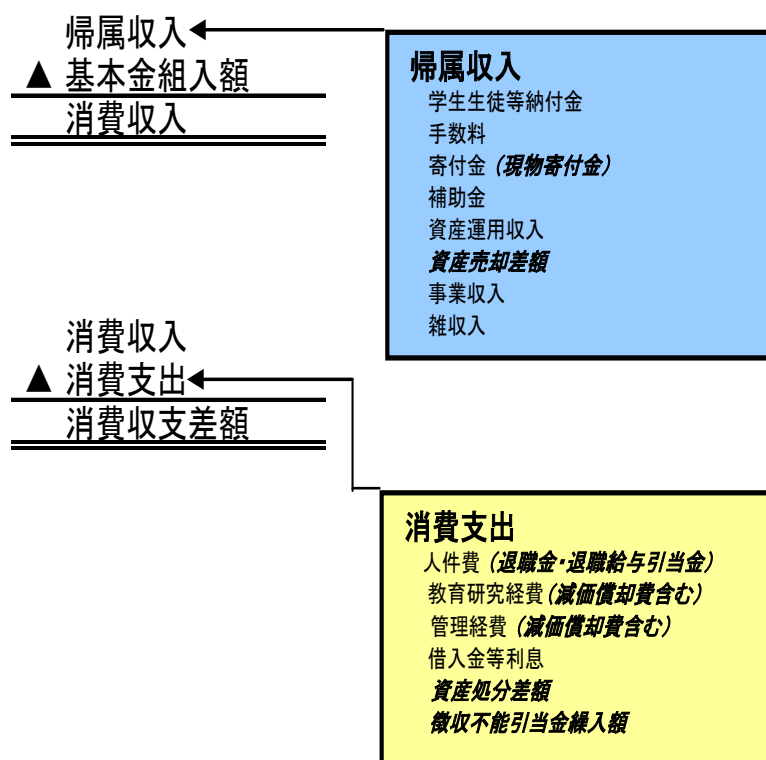 帰属収入
▲ 基本金組入額
消費収入
帰属収入
学生生徒等納付金
手数料
寄付金（現物寄付金）
補助金
資産運用収入
資産売却差額
事業収入
雑収入
消費収入
▲ 消費支出
消費収支差額
消費支出
人件費（退職金・退職給与引当金）
教育研究経費（減価償却費含む）
管理経費（減価償却費含む）
借入金等利息
資産処分差額
徴収不能引当金繰入額